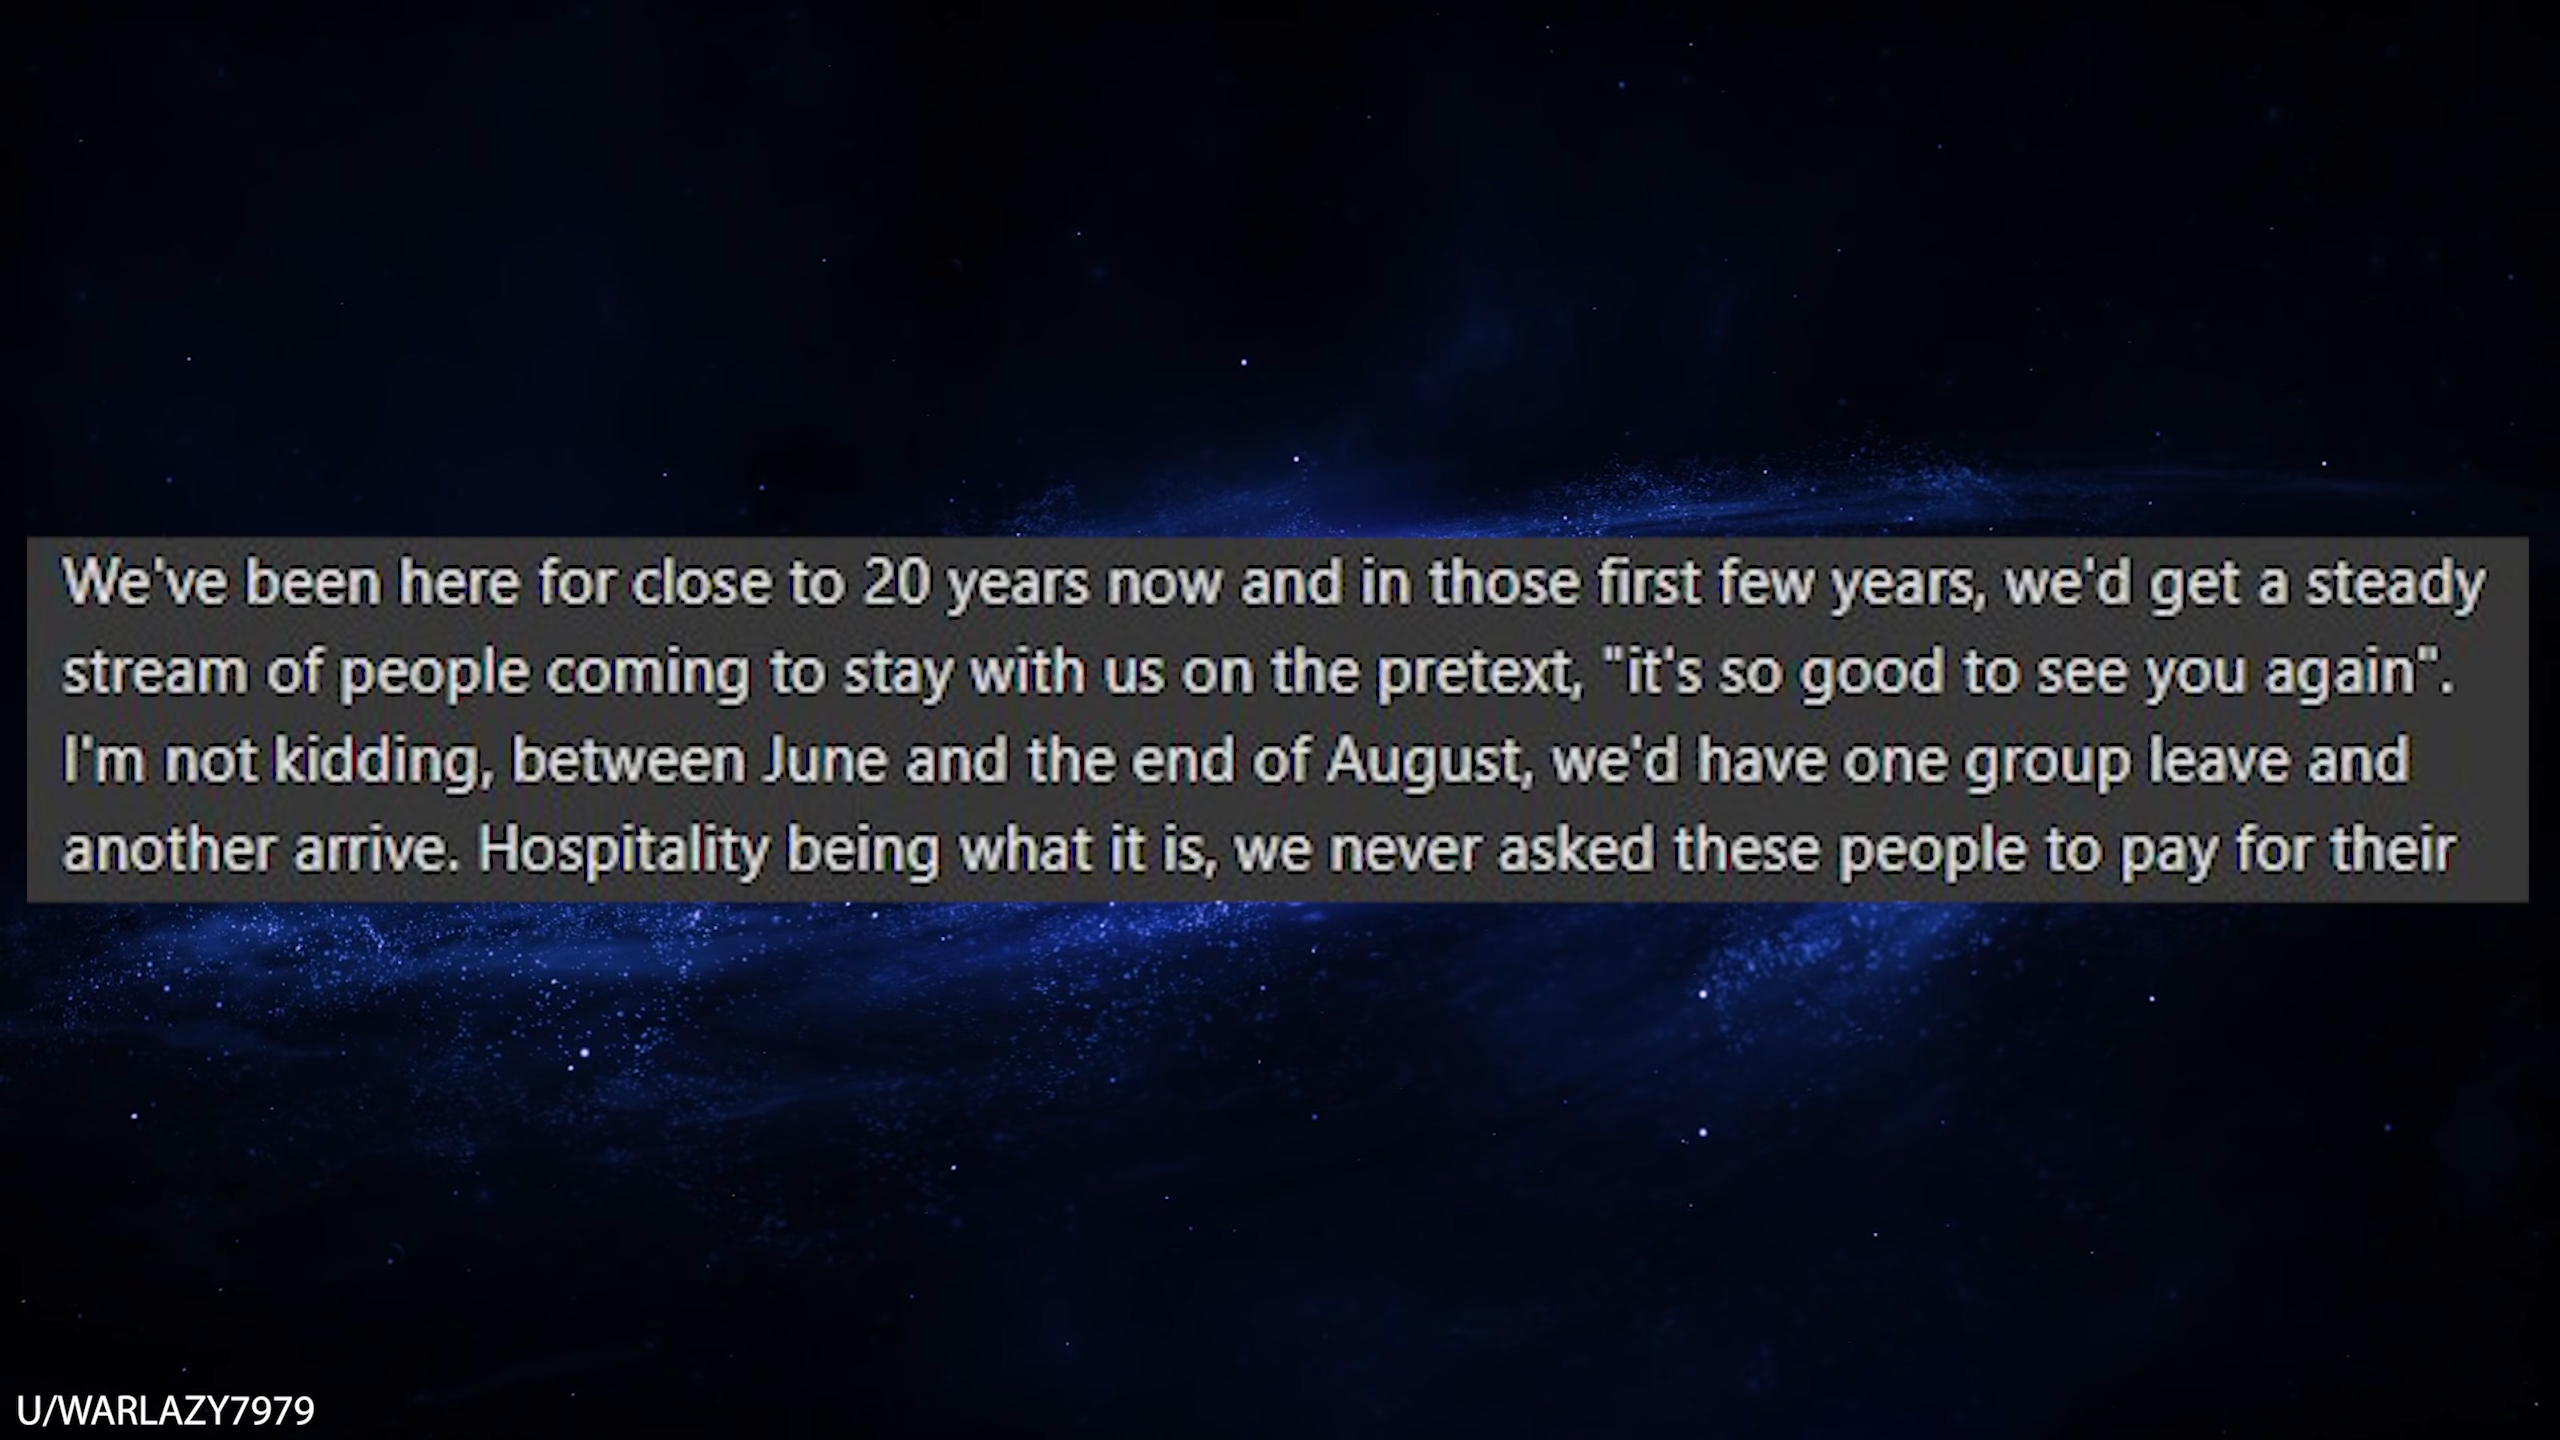 We've been here for close to 20 years now and in those first few years, we'd get a steady
stream of people coming to stay with us on the pretext, "it's so good to see you again".
I'm not kidding, between June and the end of August, we'd have one group leave and
another arrive. Hospitality being what it is, we never asked these people to pay for their
U/WARLAZY7979